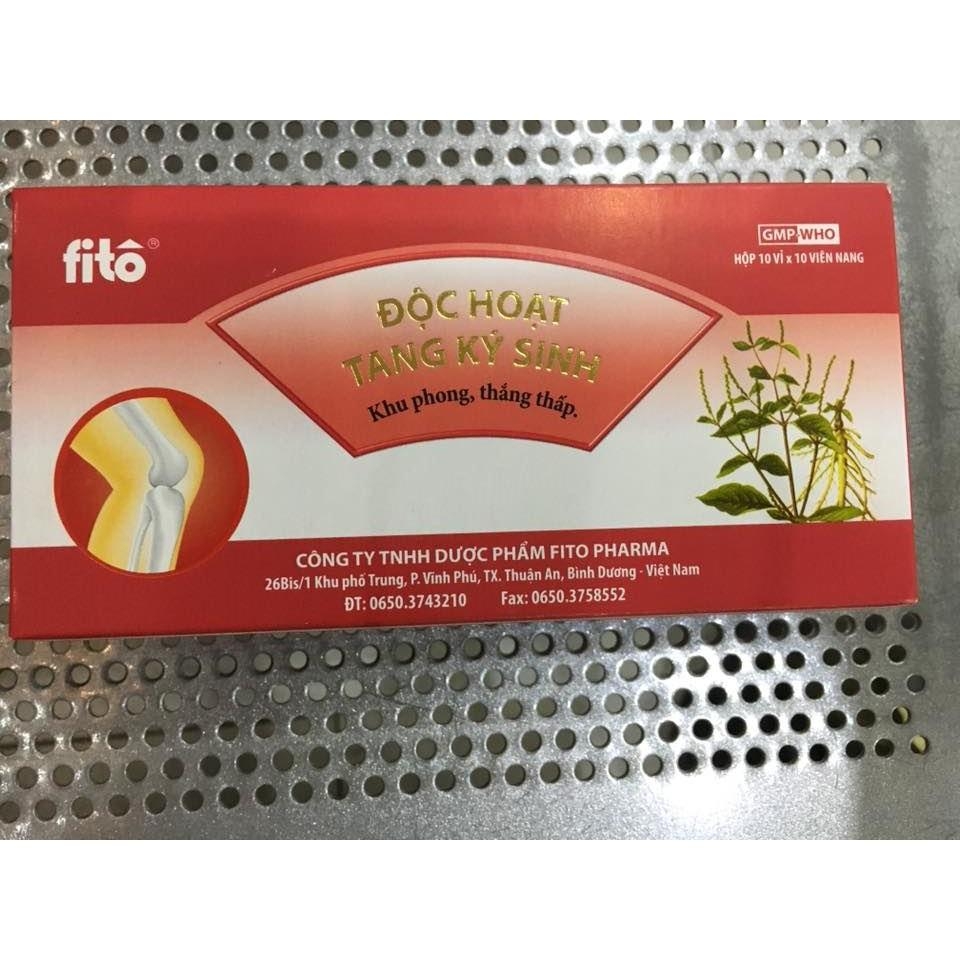 fitô®
GMP-WHO
HỘP 10 VỈ x 10 VIÊN NANG
ĐỘC HOẠT
TANG KÝ SINH
Khu phong, thắng thấp.
CÔNG TY TNHH DƯỢC PHẨM FITO PHARMA
26Bis/1 Khu phố Trung, P. Vĩnh Phú, TX. Thuận An, Bình Dương - Việt Nam
ĐT: 0650.3743210 Fax: 0650.3758552